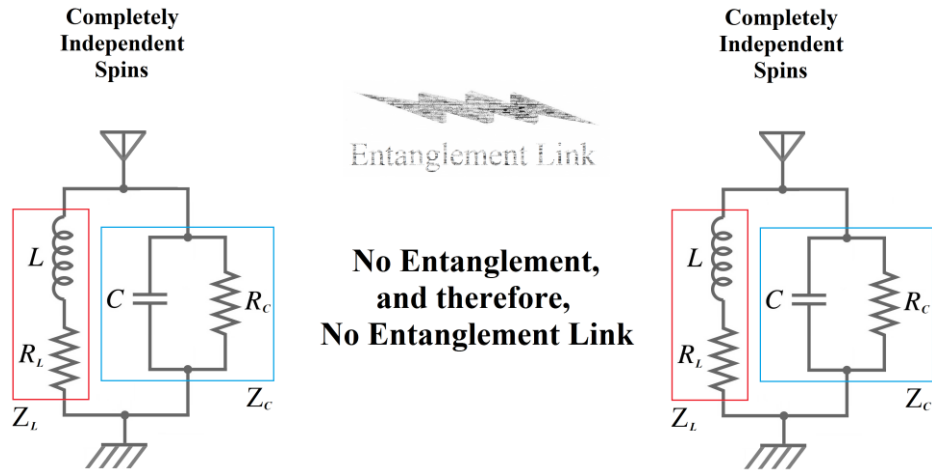 Completely
Independent
Spins
Completely
Independent
Spins
Entanglement Link
L
C
R_C
R_L
Z_L
Z_C
No Entanglement,
and therefore,
No Entanglement Link
L
C
R_C
R_L
Z_L
Z_C